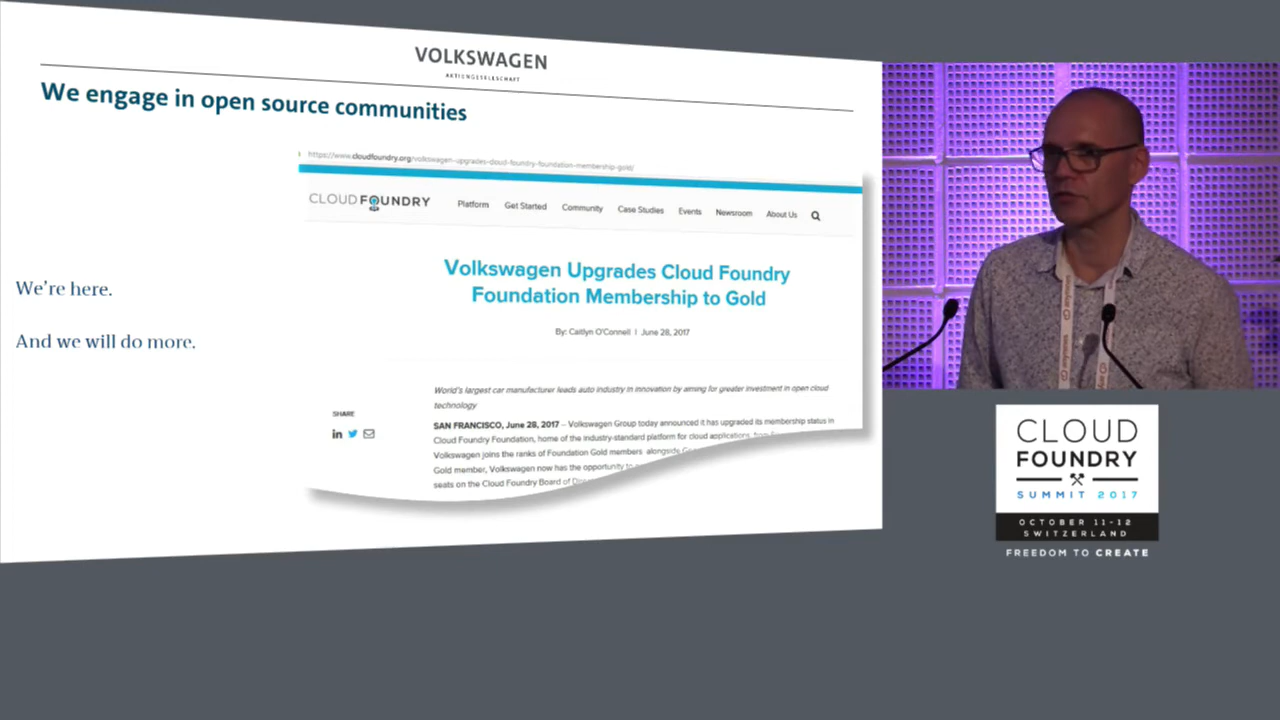 VOLKSWAGEN
AKTIENGESELLSCHAFT
We engage in open source communities
https://www.cloudfoundry.org/volkswagen-upgrades-cloud-foundry-foundation-membership-gold/
CLOUD FOUNDRY
Platform Get Started Community Case Studies Events Newsroom About Us
Volkswagen Upgrades Cloud Foundry
Foundation Membership to Gold
By: Caitlyn O'Connell | June 28, 2017
We're here.
And we will do more.
World's largest car manufacturer leads auto industry in innovation by aiming for greater investment in open cloud
technology
SHARE
in
SAN FRANCISCO, June 28, 2017 – Volkswagen Group today announced it has upgraded its membership status in
Cloud Foundry Foundation, home of the industry-standard platform for cloud applications, from
Volkswagen joins the ranks of Foundation Gold members alongside
Gold member, Volkswagen now has the opportunity to
seats on the Cloud Foundry Board of
anynines
CLOUD
FOUNDRY
SUMMIT 2017
OCTOBER 11-12
SWITZERLAND
FREEDOM TO CREATE